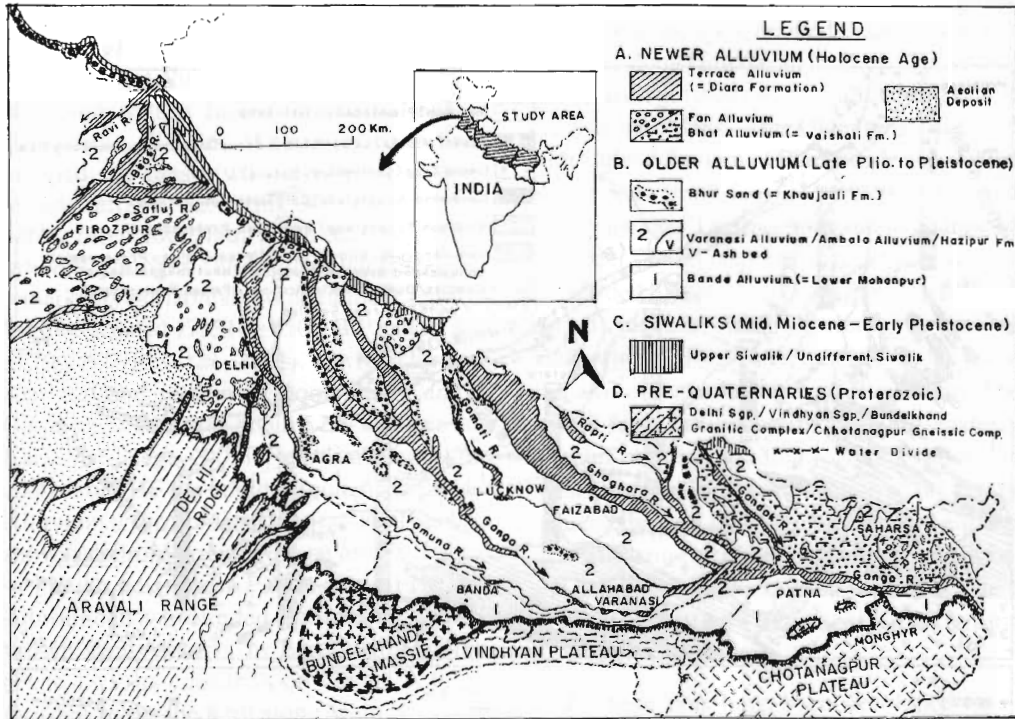 LEGEND
A. NEWER ALLUVIUM (Holocene Age)
Terrace Alluvium
(= Diara Formation)
Aeolian
Deposit
Fan Alluvium
Bhat Alluvium (= Vaishali Fm.)
B. OLDER ALLUVIUM (Late Plio. to Pleistocene)
Bhur Sand (= Khaujauli Fm.)
2 V Varanasi Alluvium/Ambala Alluvium/Hazipur Fm
V-Ash bed
1 Banda Alluvium (= Lower Mohanpur)
C. SIWALIKS (Mid. Miocene - Early Pleistocene)
Upper Siwalik/Undifferent. Siwalik
D. PRE-QUATERNARIES (Proterozoic)
Delhi Sgp./Vindhyan Sgp./Bundelkhand
Granitic Complex/Chhotanagpur Gneissic Comp.
x-x-x- Water Divide
0 100 200 Km.
STUDY AREA
INDIA
N
Ravi R.
Beas R.
Satluj R.
FIROZPUR
DELHI
DELHI
RIDGE
AGRA
Gomati R.
LUCKNOW
Rapti R.
Ghaghara R.
FAIZABAD
Gandak R.
SAHARSA
Yamuna R.
Ganga R.
Ganga R.
BANDA
ALLAHABAD
VARANASI
PATNA
MONGHYR
ARAVALI RANGE
BUNDELKHAND
MASSIF
VINDHYAN PLATEAU
CHOTANAGPUR
PLATEAU